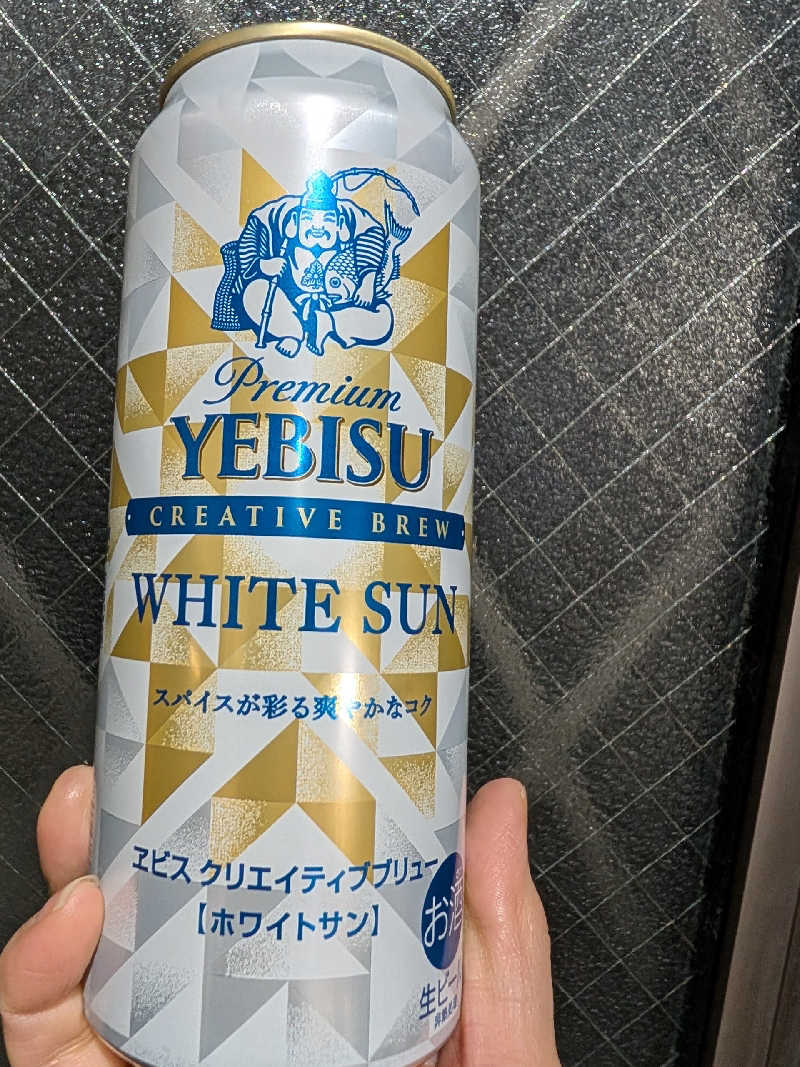 Premium
YEBISU
CREATIVE BREW
WHITE SUN
スパイスが彩る爽やかなコク
ヱビス クリエイティブブリュー
【ホワイトサン】
お酒
生ビール